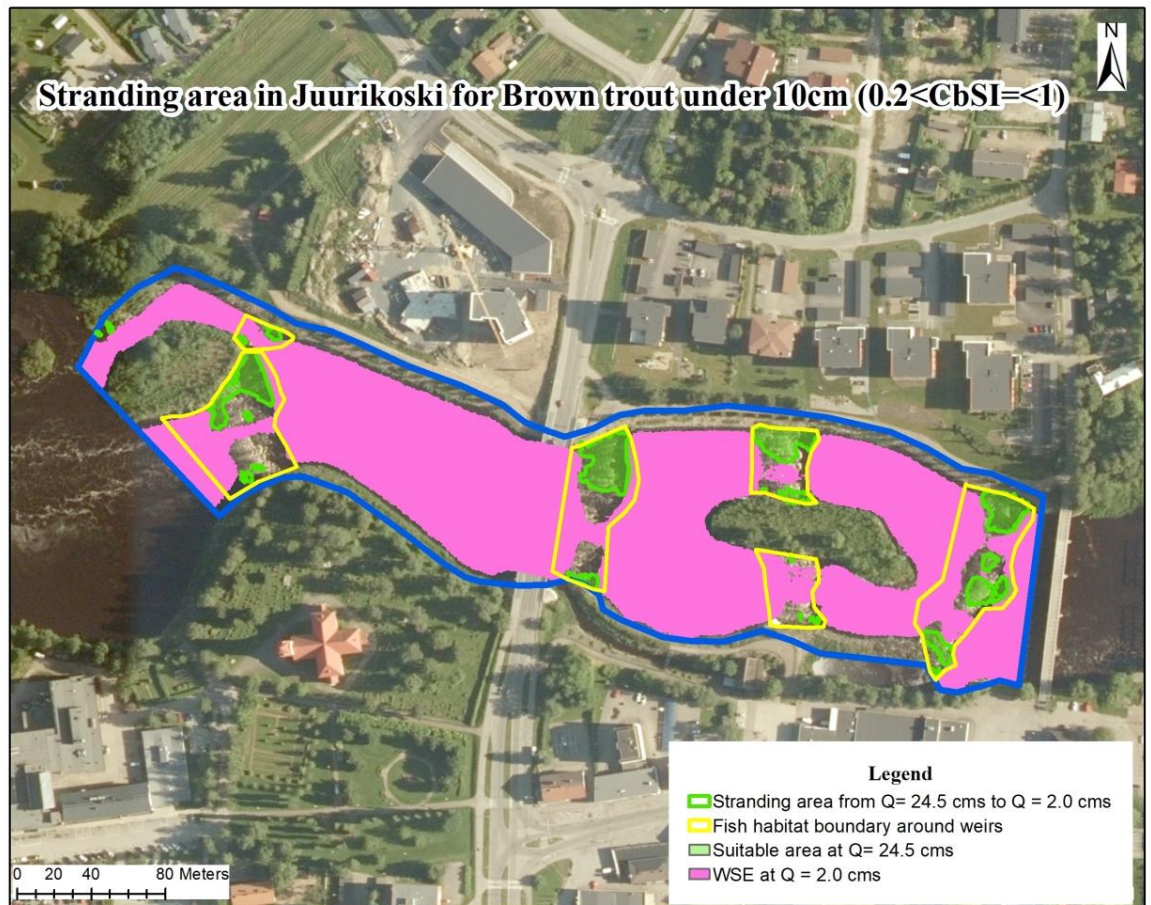 N
Stranding area in Juurikoski for Brown trout under 10cm (0.2<CbSI=<1)
Legend
Stranding area from Q= 24.5 cms to Q = 2.0 cms
Fish habitat boundary around weirs
Suitable area at Q= 24.5 cms
WSE at Q = 2.0 cms
0 20 40 80 Meters